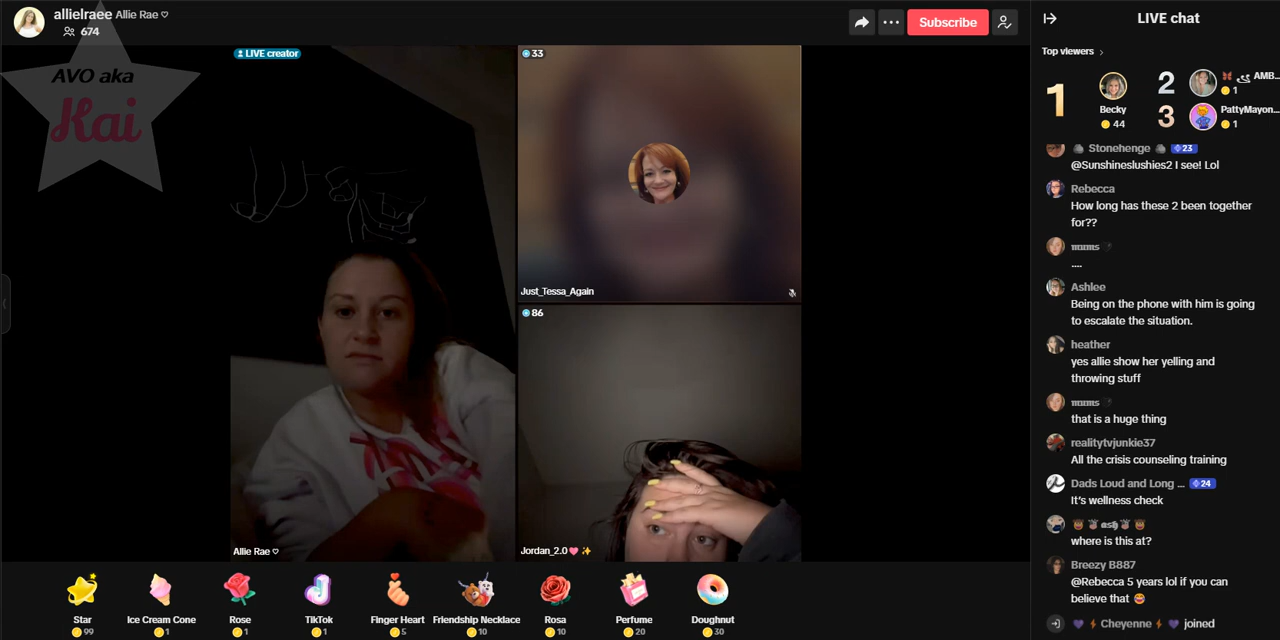 allielraee Allie Rae ♡
674
Subscribe
AVO aka
Kai
LIVE creator
33
Just_Tessa_Again
86
Allie Rae ♡
Jordan_2.0 💗 ✨
Star
99
Ice Cream Cone
1
Rose
1
TikTok
1
Finger Heart
5
Friendship Necklace
10
Rosa
10
Perfume
20
Doughnut
30
LIVE chat
Top viewers
1
Becky
44
2
AMB...
1
3
PattyMayon...
1
Stonehenge 23
@Sunshineslushies2 I see! Lol
Rebecca
How long has these 2 been together
for??
noms
....
Ashlee
Being on the phone with him is going
to escalate the situation.
heather
yes allie show her yelling and
throwing stuff
that is a huge thing
realitytvjunkie37
All the crisis counseling training
Dads Loud and Long ... 24
It's wellness check
ash
where is this at?
Breezy B887
@Rebecca 5 years lol if you can
believe that 😄
💜 ⚡ Cheyenne ⚡ 💜 joined